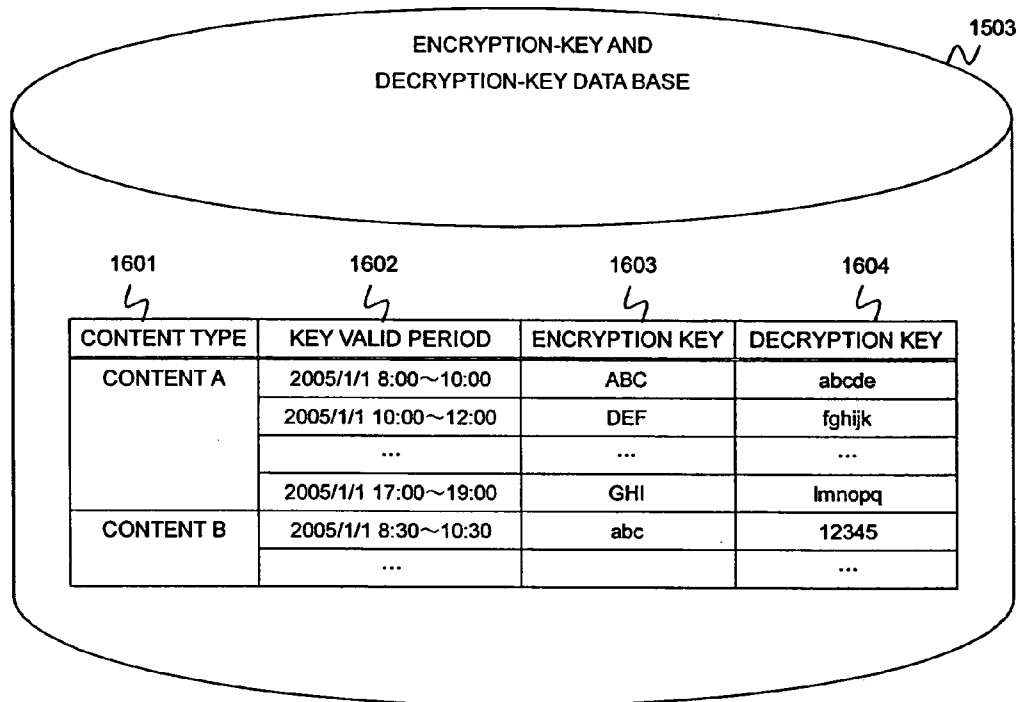 1503
ENCRYPTION-KEY AND
DECRYPTION-KEY DATA BASE
1601 1602 1603 1604
CONTENT TYPE KEY VALID PERIOD ENCRYPTION KEY DECRYPTION KEY
CONTENT A 2005/1/1 8:00～10:00 ABC abcde
2005/1/1 10:00～12:00 DEF fghijk
... ... ...
2005/1/1 17:00～19:00 GHI lmnopq
CONTENT B 2005/1/1 8:30～10:30 abc 12345
... ...